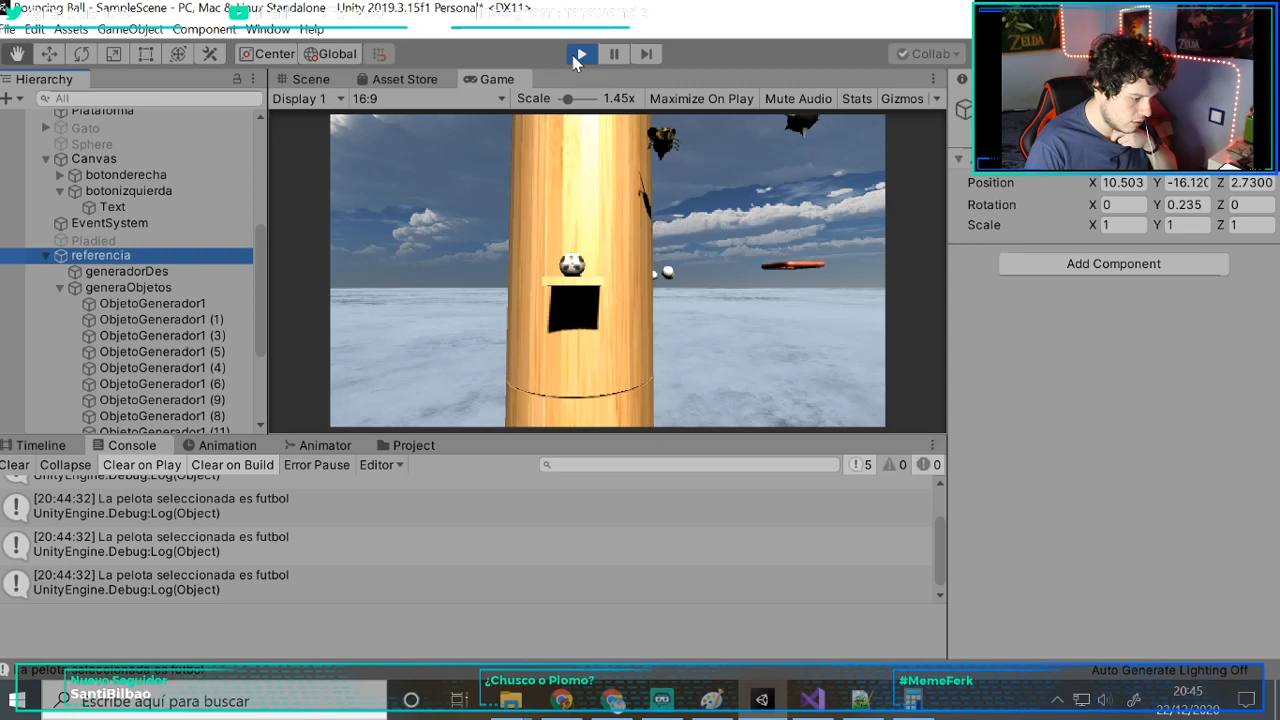 Bouncing Ball - SampleScene - PC, Mac & Linux Standalone - Unity 2019.3.15f1 Personal* <DX11>
File Edit Assets GameObject Component Window Help
Center Global Collab
Hierarchy Scene Asset Store Game
All Display 1 16:9 Scale 1.45x Maximize On Play Mute Audio Stats Gizmos
Plataforma
Gato
Sphere
Canvas
botonderecha
botonizquierda
Text
EventSystem
Pladied
referencia
generadorDes
generaObjetos
ObjetoGenerador1
ObjetoGenerador1 (1)
ObjetoGenerador1 (3)
ObjetoGenerador1 (5)
ObjetoGenerador1 (4)
ObjetoGenerador1 (6)
ObjetoGenerador1 (9)
ObjetoGenerador1 (8)
ObjetoGenerador1 (11)
ZELDA
Position X 10.503 Y -16.120 Z 2.7300
Rotation X 0 Y 0.235 Z 0
Scale X 1 Y 1 Z 1
Add Component
Timeline Console Animation Animator Project
Clear Collapse Clear on Play Clear on Build Error Pause Editor 5 0 0
UnityEngine.Debug:Log(Object)
[20:44:32] La pelota seleccionada es futbol
UnityEngine.Debug:Log(Object)
[20:44:32] La pelota seleccionada es futbol
UnityEngine.Debug:Log(Object)
[20:44:32] La pelota seleccionada es futbol
UnityEngine.Debug:Log(Object)
La pelota seleccionada es futbol
Auto Generate Lighting Off
Nuevo Seguidor
SantiBilbao
¿Chusco o Plomo?
#MemeFork
Escribe aquí para buscar
20:45
22/12/2020